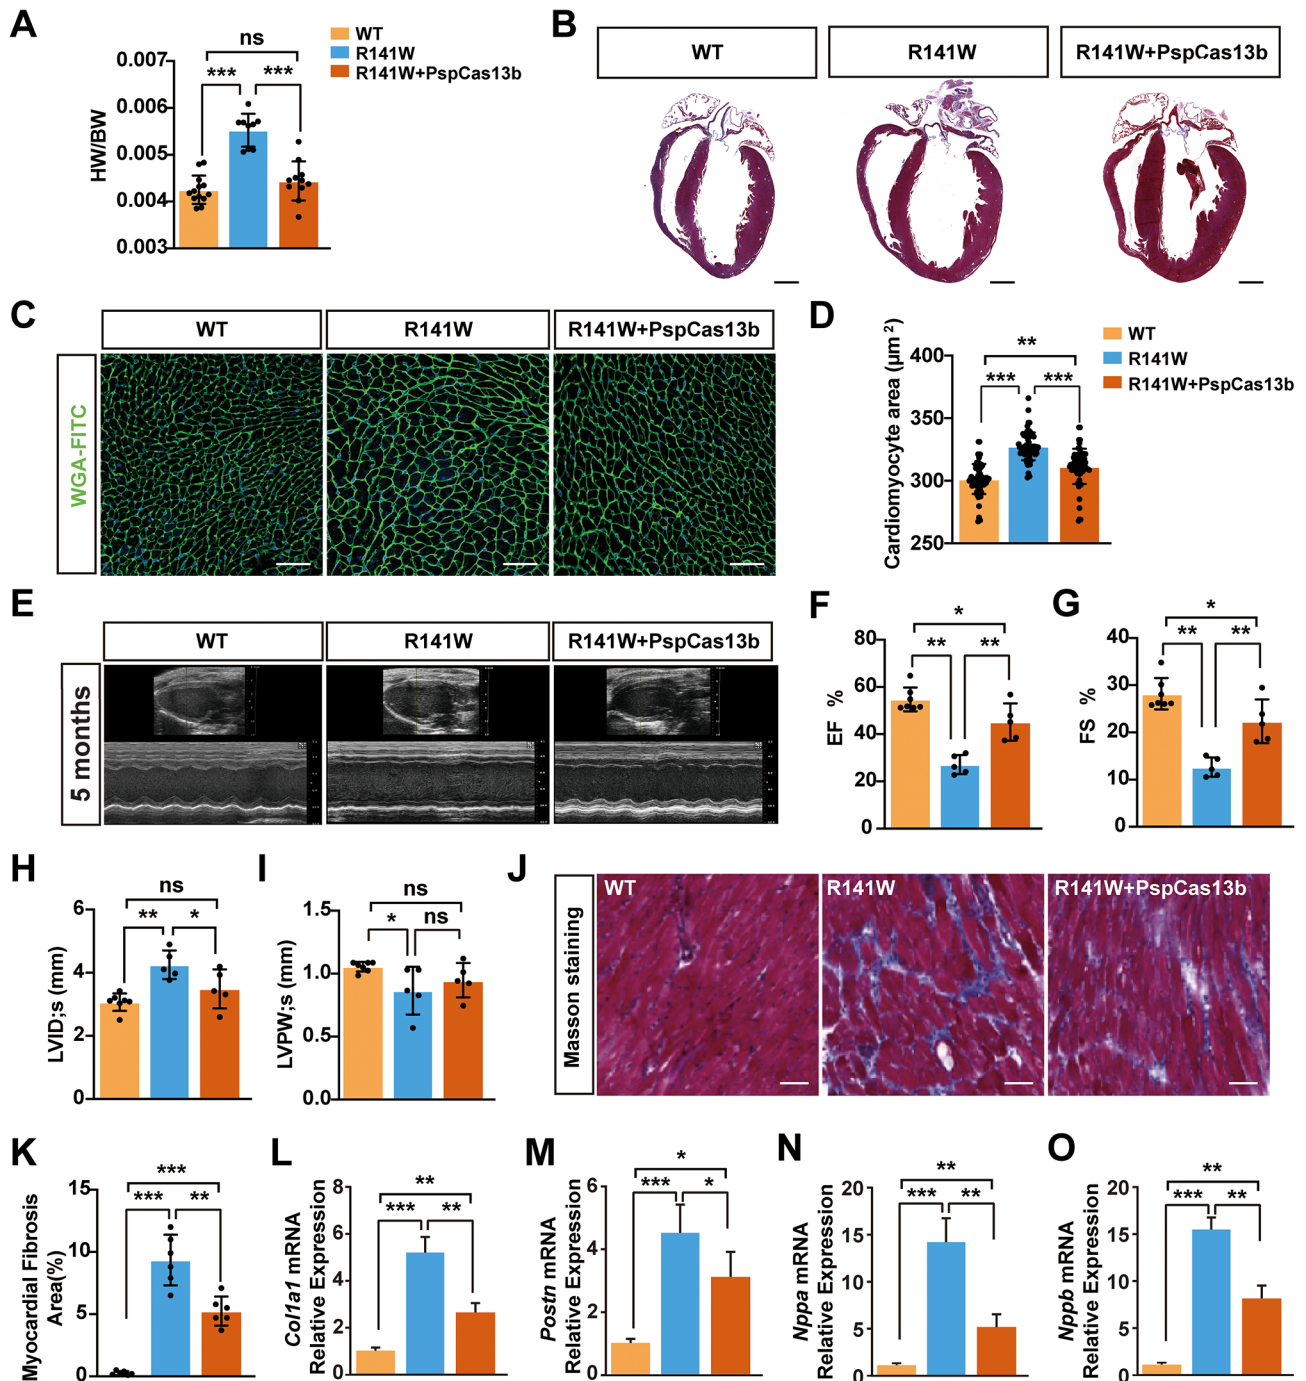 A
WT
R141W
R141W+PspCas13b
ns
*** ***
HW/BW
0.007
0.006
0.005
0.004
0.003
B
WT
R141W
R141W+PspCas13b
C
WT
R141W
R141W+PspCas13b
WGA-FITC
D
WT
R141W
R141W+PspCas13b
**
*** ***
Cardiomyocyte area (μm²)
400
350
300
250
E
WT
R141W
R141W+PspCas13b
5 months
F
*
** **
EF %
80
60
40
20
0
G
*
** **
FS %
40
30
20
10
0
H
ns
** *
LVID;s (mm)
6
4
2
0
I
ns
* ns
LVPW;s (mm)
1.5
1.0
0.5
0.0
J
Masson staining
WT
R141W
R141W+PspCas13b
K
***
*** **
Myocardial Fibrosis
Area(%)
15
10
5
0
L
**
*** **
Col1a1 mRNA
Relative Expression
8
6
4
2
0
M
*
*** *
Postn mRNA
Relative Expression
6
4
2
0
N
**
*** **
Nppa mRNA
Relative Expression
20
15
10
5
0
O
**
*** **
Nppb mRNA
Relative Expression
20
15
10
5
0